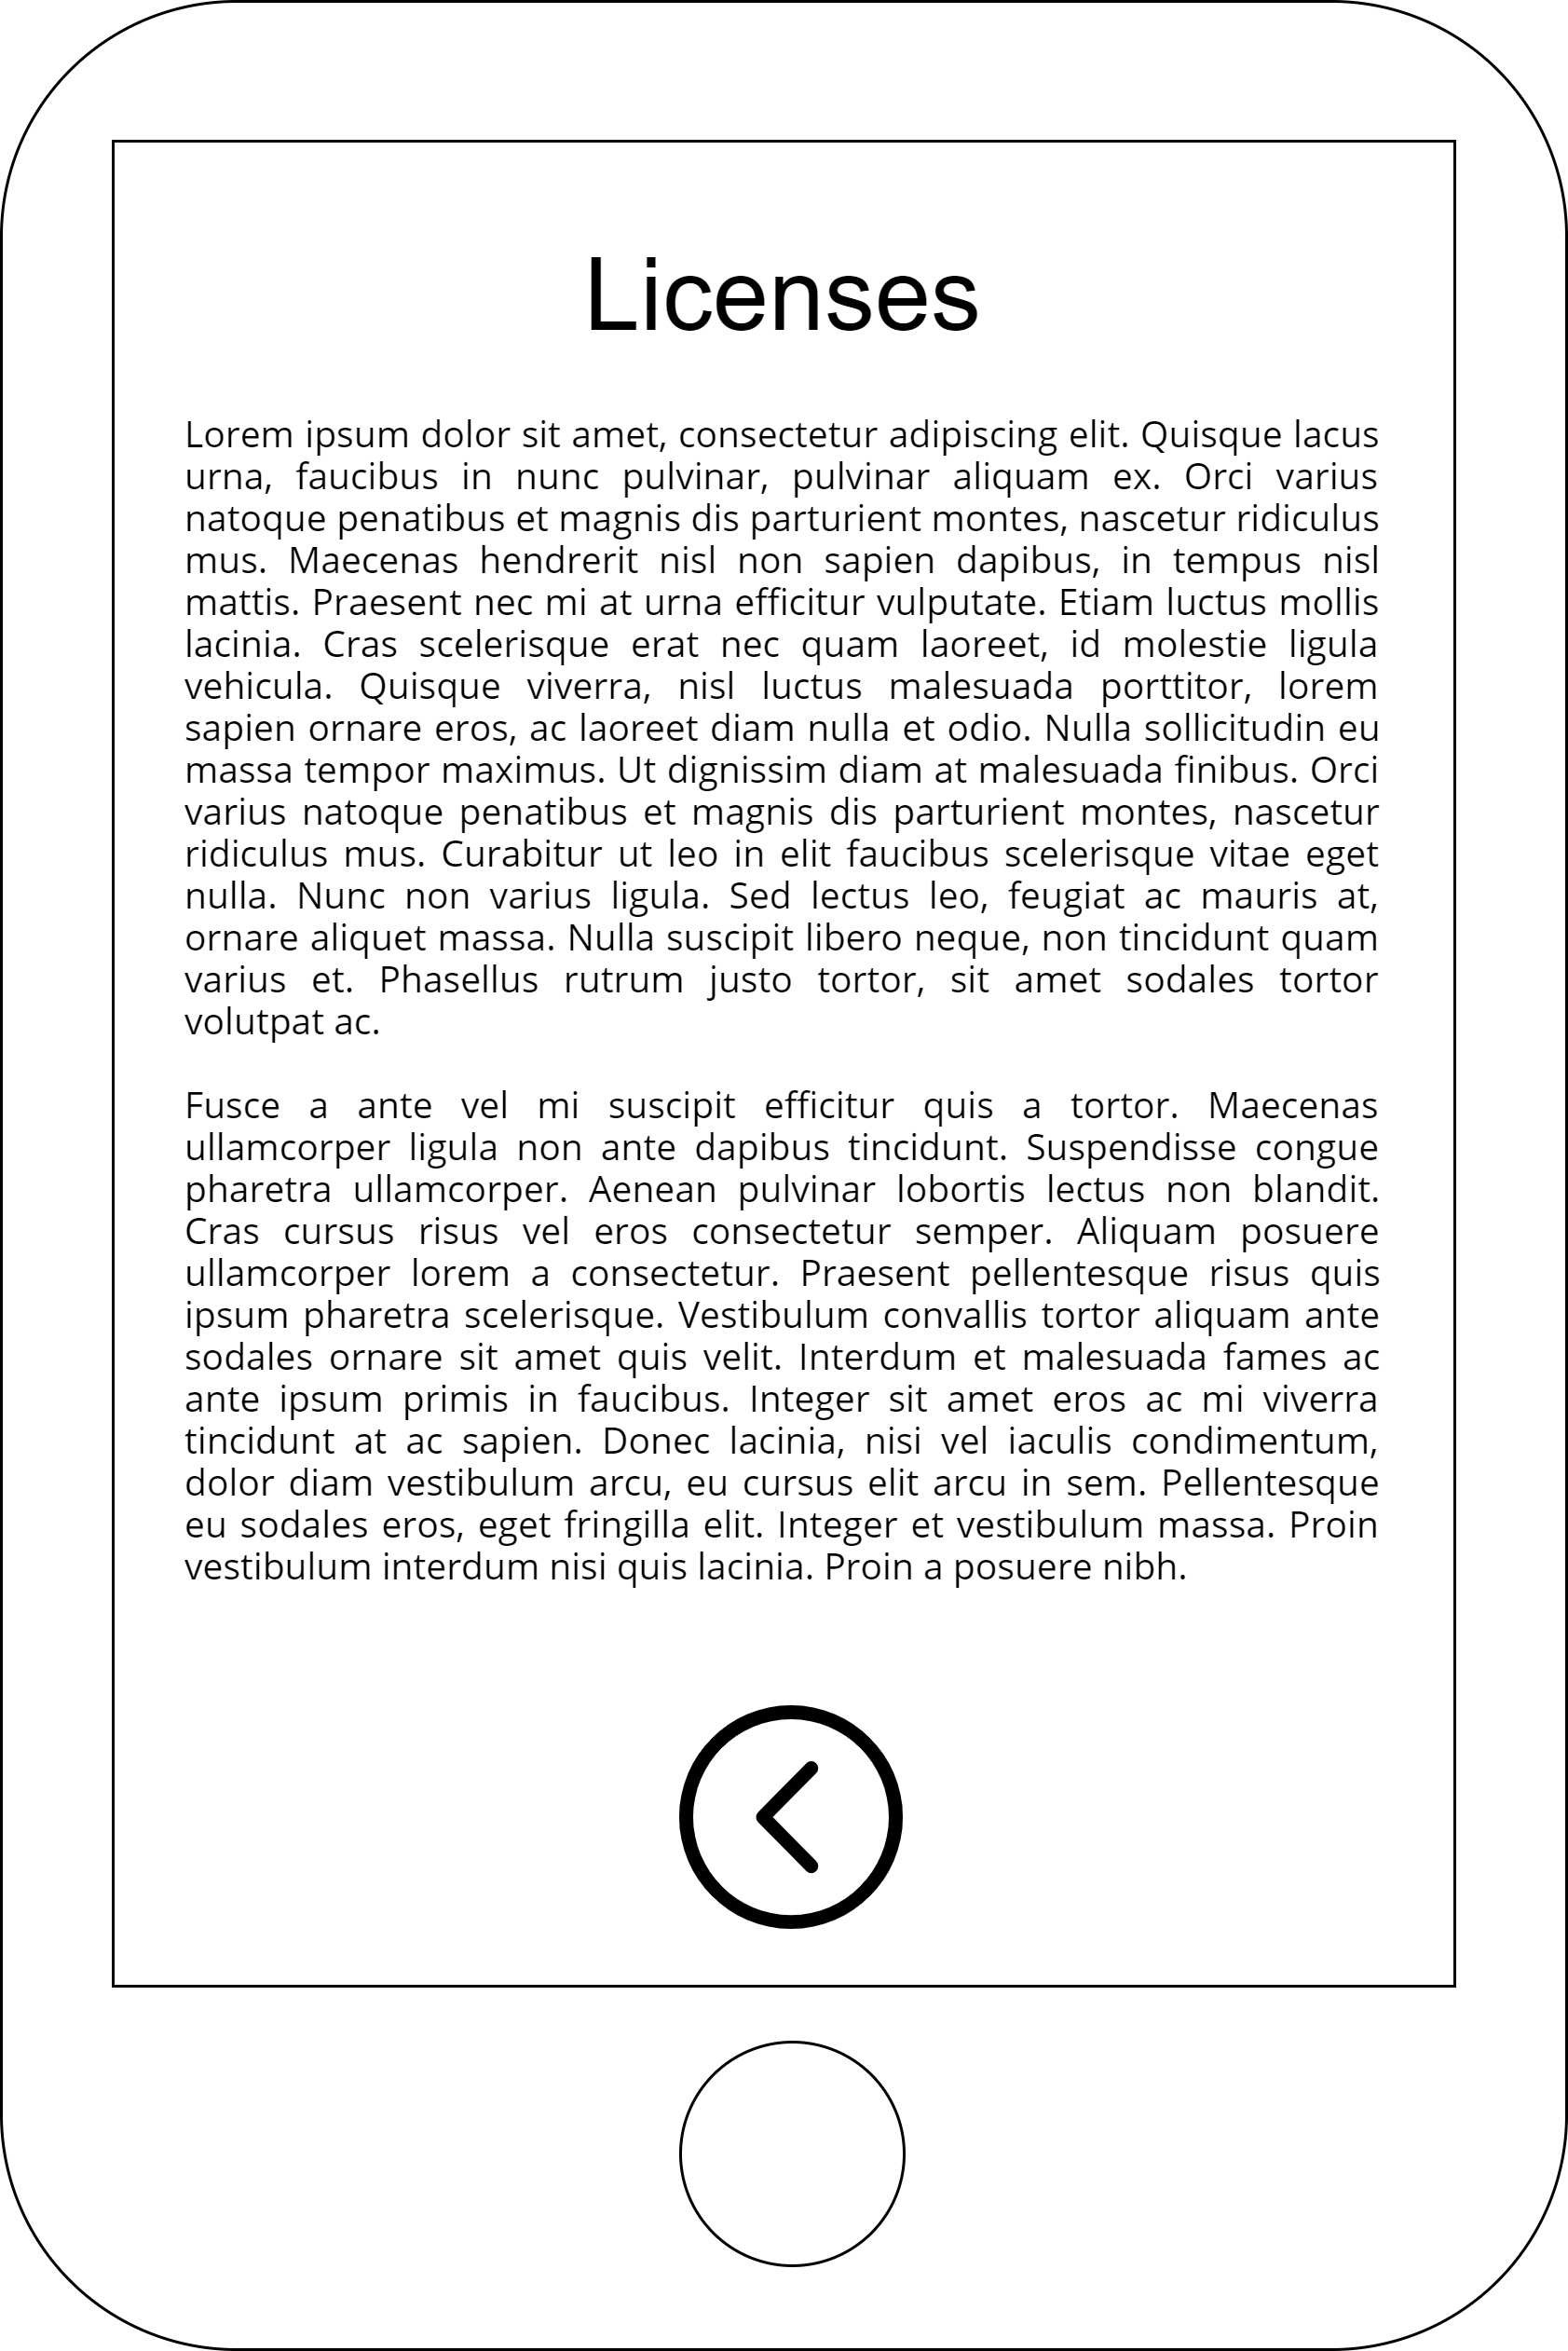 Licenses
Lorem ipsum dolor sit amet, consectetur adipiscing elit. Quisque lacus
urna, faucibus in nunc pulvinar, pulvinar aliquam ex. Orci varius
natoque penatibus et magnis dis parturient montes, nascetur ridiculus
mus. Maecenas hendrerit nisl non sapien dapibus, in tempus nisl
mattis. Praesent nec mi at urna efficitur vulputate. Etiam luctus mollis
lacinia. Cras scelerisque erat nec quam laoreet, id molestie ligula
vehicula. Quisque viverra, nisl luctus malesuada porttitor, lorem
sapien ornare eros, ac laoreet diam nulla et odio. Nulla sollicitudin eu
massa tempor maximus. Ut dignissim diam at malesuada finibus. Orci
varius natoque penatibus et magnis dis parturient montes, nascetur
ridiculus mus. Curabitur ut leo in elit faucibus scelerisque vitae eget
nulla. Nunc non varius ligula. Sed lectus leo, feugiat ac mauris at,
ornare aliquet massa. Nulla suscipit libero neque, non tincidunt quam
varius et. Phasellus rutrum justo tortor, sit amet sodales tortor
volutpat ac.
Fusce a ante vel mi suscipit efficitur quis a tortor. Maecenas
ullamcorper ligula non ante dapibus tincidunt. Suspendisse congue
pharetra ullamcorper. Aenean pulvinar lobortis lectus non blandit.
Cras cursus risus vel eros consectetur semper. Aliquam posuere
ullamcorper lorem a consectetur. Praesent pellentesque risus quis
ipsum pharetra scelerisque. Vestibulum convallis tortor aliquam ante
sodales ornare sit amet quis velit. Interdum et malesuada fames ac
ante ipsum primis in faucibus. Integer sit amet eros ac mi viverra
tincidunt at ac sapien. Donec lacinia, nisi vel iaculis condimentum,
dolor diam vestibulum arcu, eu cursus elit arcu in sem. Pellentesque
eu sodales eros, eget fringilla elit. Integer et vestibulum massa. Proin
vestibulum interdum nisi quis lacinia. Proin a posuere nibh.